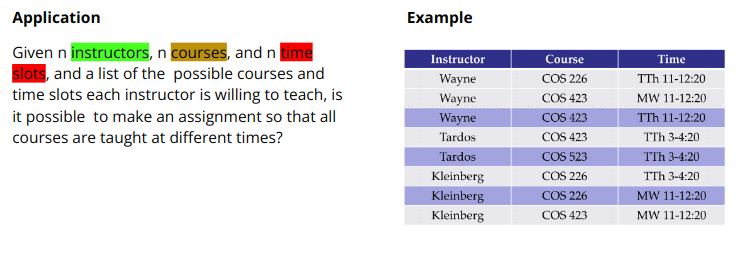 Application
Given n instructors, n courses, and n time
slots, and a list of the possible courses and
time slots each instructor is willing to teach, is
it possible to make an assignment so that all
courses are taught at different times?
Example
Instructor Course Time
Wayne COS 226 TTh 11-12:20
Wayne COS 423 MW 11-12:20
Wayne COS 423 TTh 11-12:20
Tardos COS 423 TTh 3-4:20
Tardos COS 523 TTh 3-4:20
Kleinberg COS 226 TTh 3-4:20
Kleinberg COS 226 MW 11-12:20
Kleinberg COS 423 MW 11-12:20